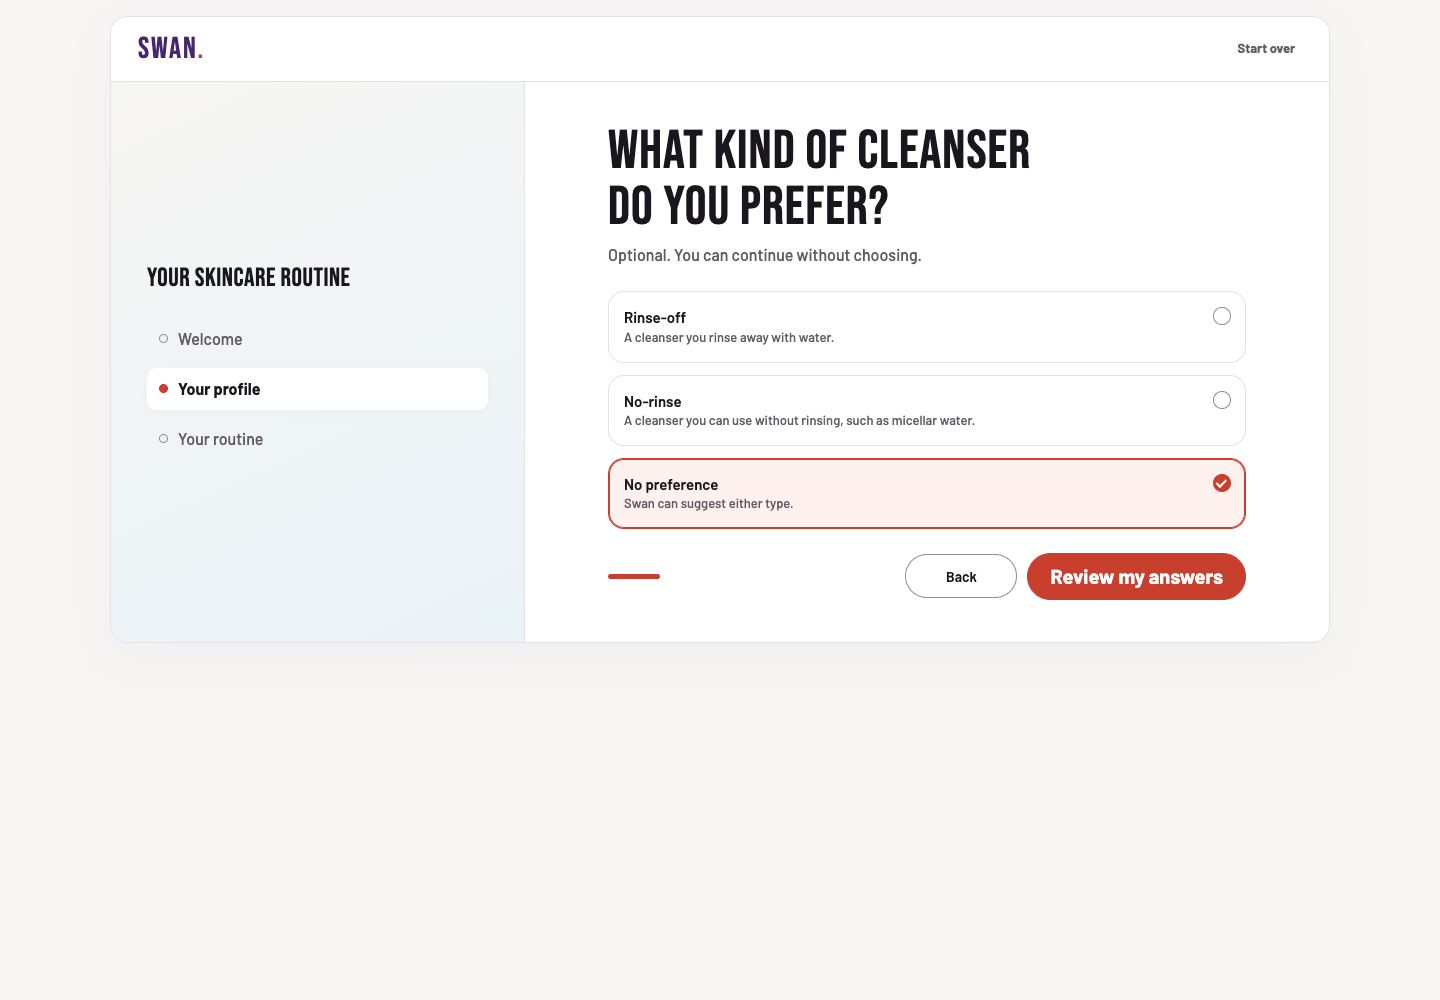 SWAN.
Start over
YOUR SKINCARE ROUTINE
Welcome
Your profile
Your routine
WHAT KIND OF CLEANSER
DO YOU PREFER?
Optional. You can continue without choosing.
Rinse-off
A cleanser you rinse away with water.
No-rinse
A cleanser you can use without rinsing, such as micellar water.
No preference
Swan can suggest either type.
Back
Review my answers